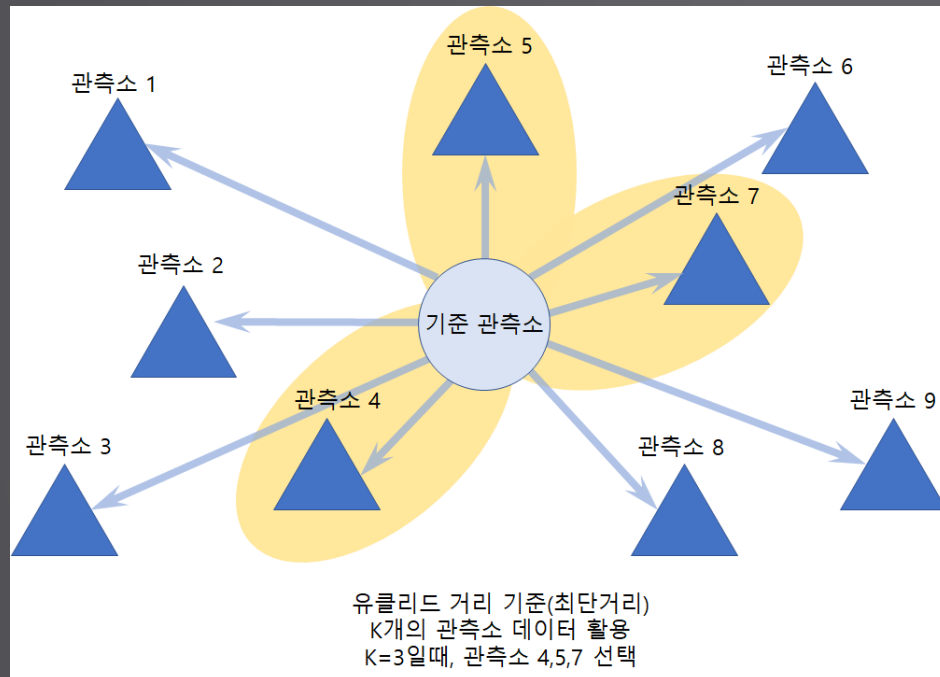 관측소 5
관측소 6
관측소 1
관측소 7
관측소 2
기준 관측소
관측소 4
관측소 9
관측소 3
관측소 8
유클리드 거리 기준(최단거리)
K개의 관측소 데이터 활용
K=3일때, 관측소 4,5,7 선택